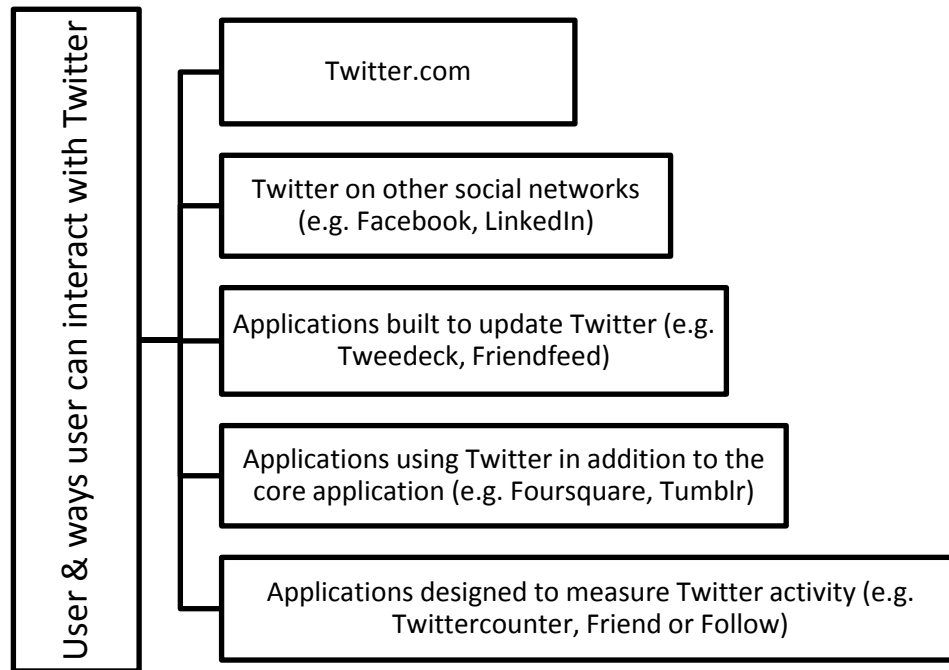 User & ways user can interact with Twitter
Twitter.com
Twitter on other social networks
(e.g. Facebook, LinkedIn)
Applications built to update Twitter (e.g.
Tweedeck, Friendfeed)
Applications using Twitter in addition to the
core application (e.g. Foursquare, Tumblr)
Applications designed to measure Twitter activity (e.g.
Twittercounter, Friend or Follow)